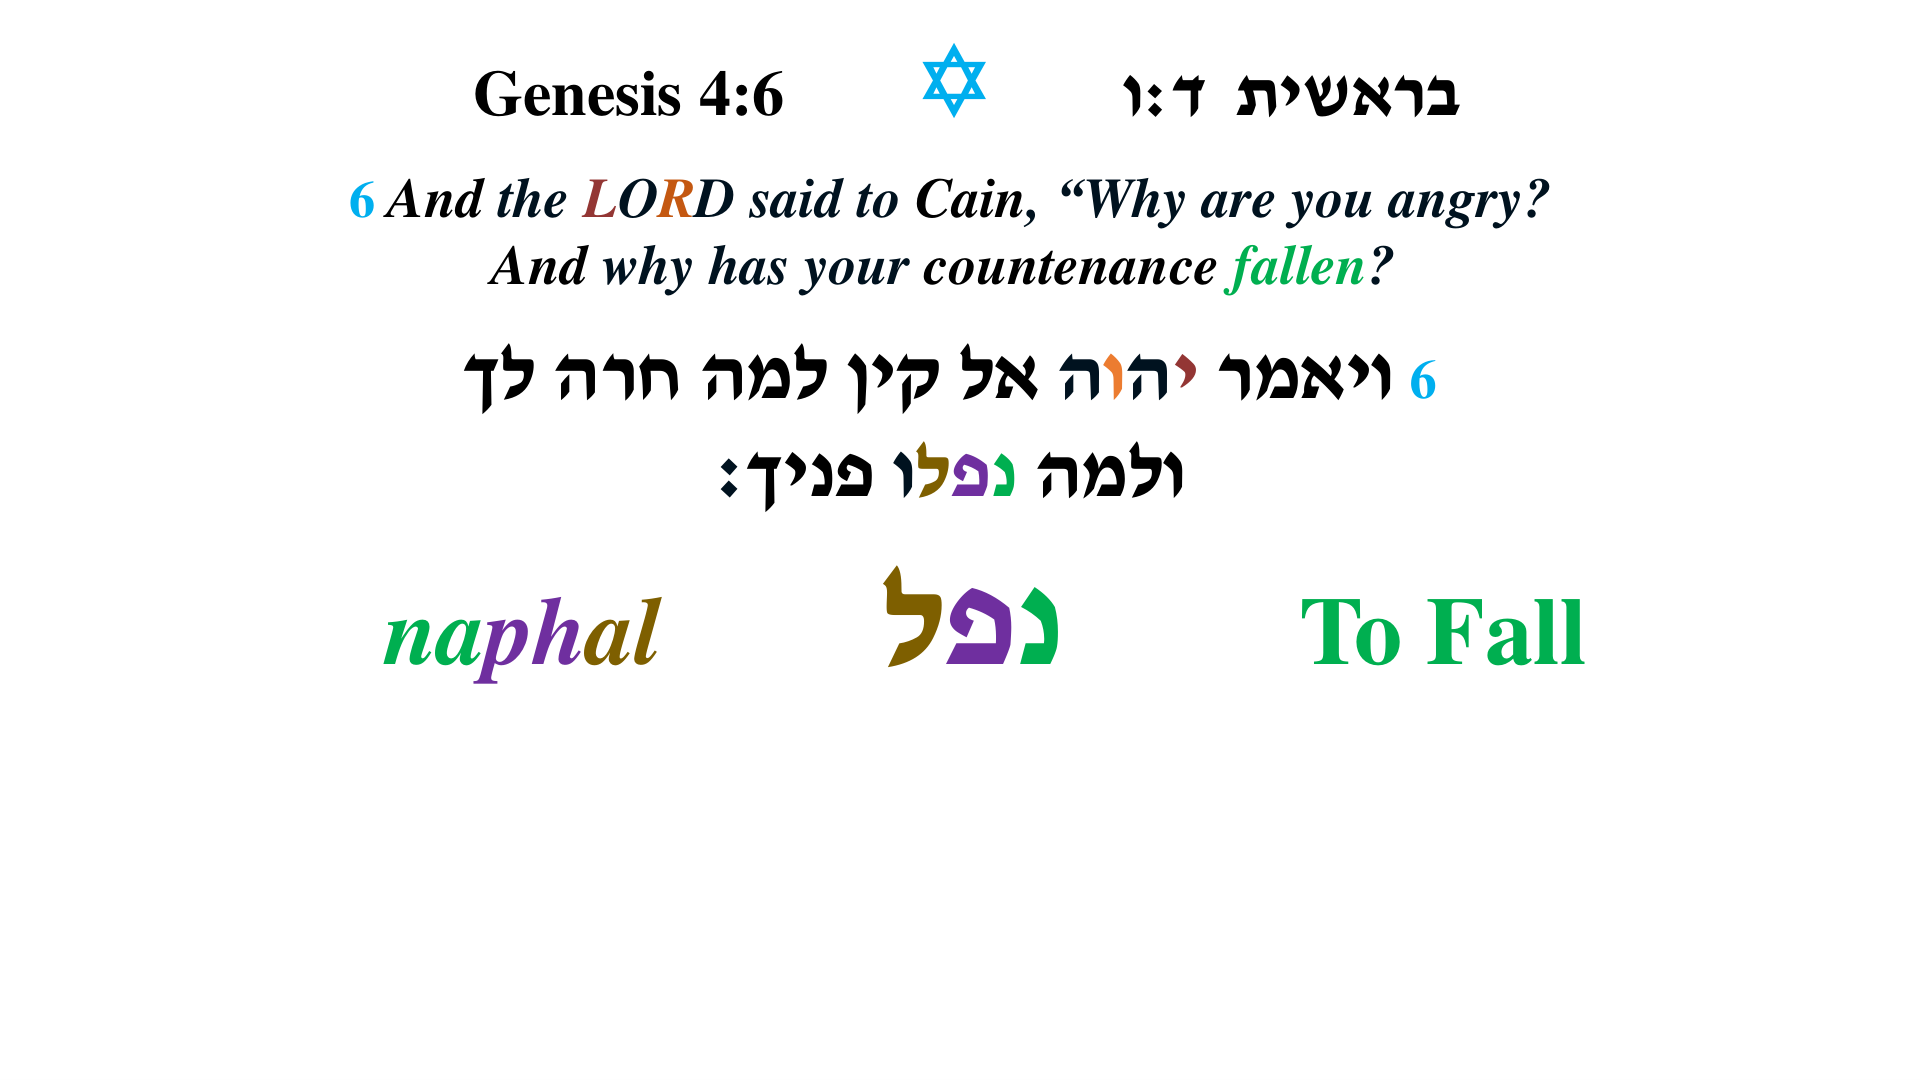 Genesis 4:6 ✡ בראשית ד:ו
6 And the LORD said to Cain, “Why are you angry?
And why has your countenance fallen?
6 ויאמר יהוה אל קין למה חרה לך
ולמה נפלו פניך:
naphal נפל To Fall